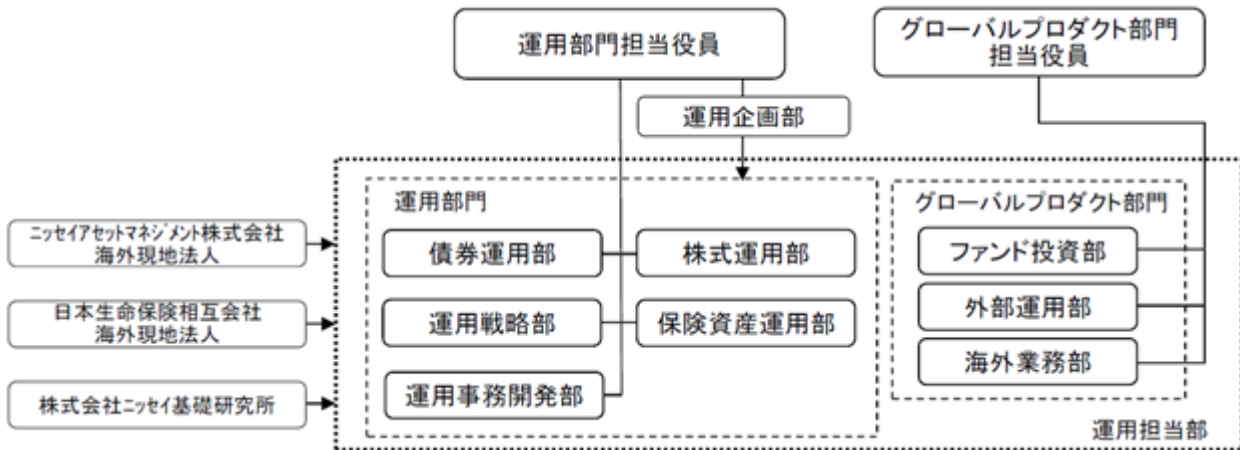 運用部門担当役員
グローバルプロダクト部門
担当役員
運用企画部
運用部門
グローバルプロダクト部門
ニッセイアセットマネジメント株式会社
海外現地法人
債券運用部
株式運用部
ファンド投資部
日本生命保険相互会社
海外現地法人
運用戦略部
保険資産運用部
外部運用部
海外業務部
株式会社ニッセイ基礎研究所
運用事務開発部
運用担当部